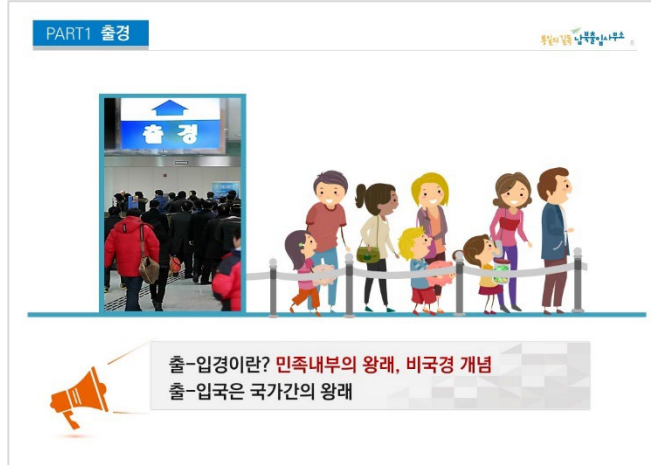 PART1 출경
통일의 길목 남북출입사무소
출 경
출-입경이란? 민족내부의 왕래, 비국경 개념
출-입국은 국가간의 왕래